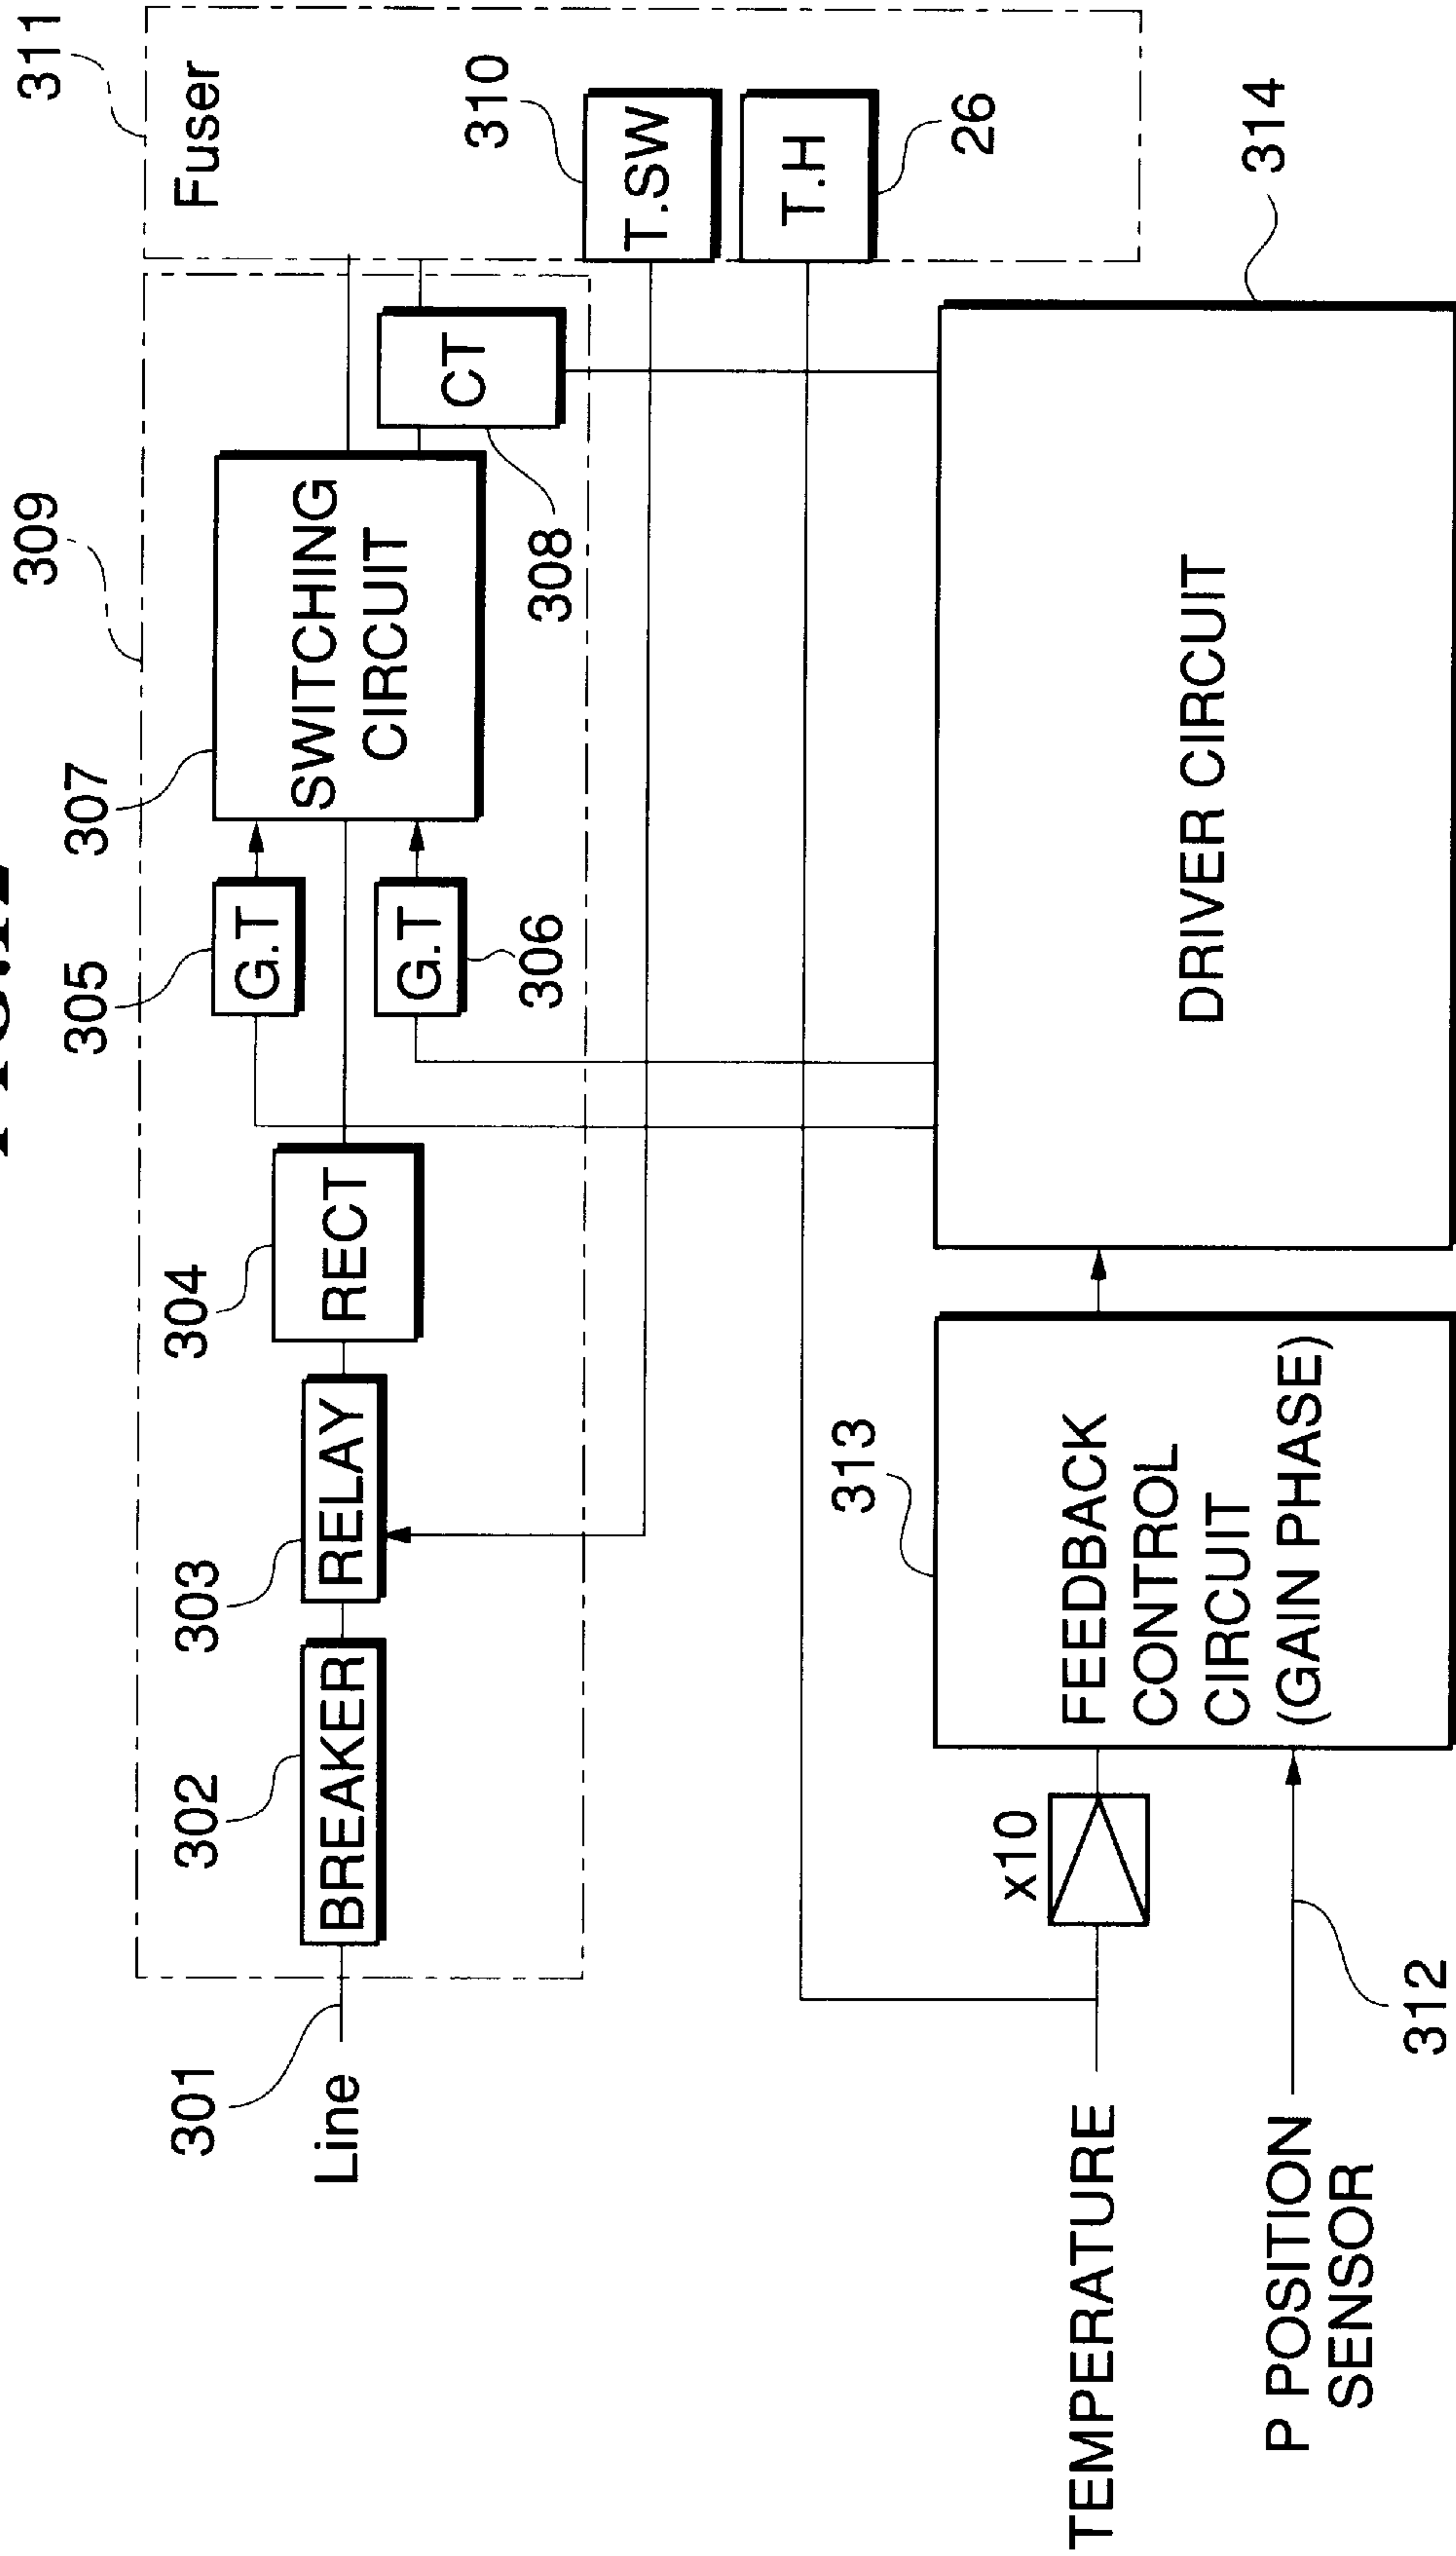 311
Fuser
309
310
T.SW
T.H
26
307
SWITCHING
CIRCUIT
CT
308
305
G.T
G.T
306
304
RECT
303
RELAY
302
BREAKER
301
Line
314
DRIVER CIRCUIT
313
FEEDBACK
CONTROL
CIRCUIT
(GAIN PHASE)
x10
TEMPERATURE
312
P POSITION
SENSOR